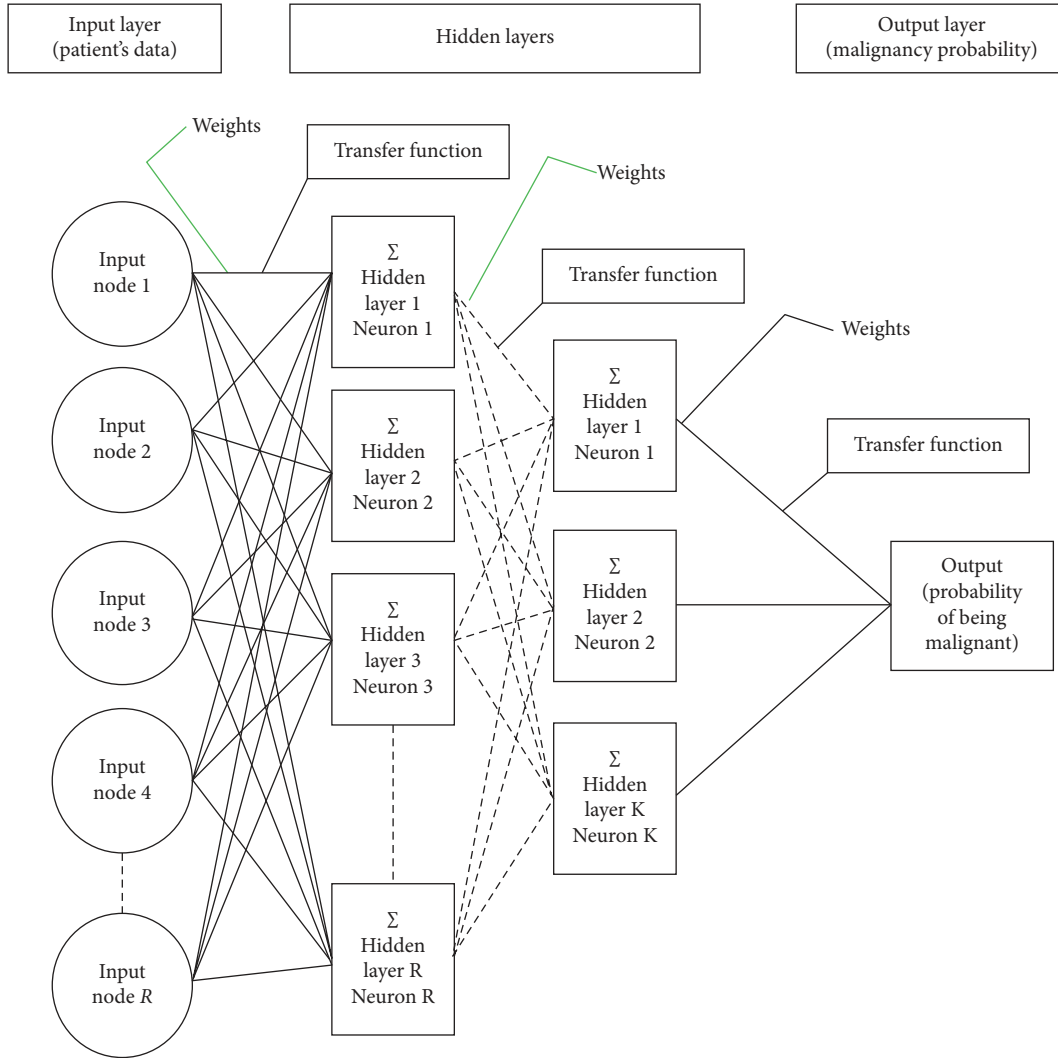 Input layer
(patient's data)
Hidden layers
Output layer
(malignancy probability)
Weights
Transfer function
Weights
Transfer function
Weights
Transfer function
Input
node 1
Input
node 2
Input
node 3
Input
node 4
Input
node R
∑
Hidden
layer 1
Neuron 1
∑
Hidden
layer 2
Neuron 2
∑
Hidden
layer 3
Neuron 3
∑
Hidden
layer R
Neuron R
∑
Hidden
layer 1
Neuron 1
∑
Hidden
layer 2
Neuron 2
∑
Hidden
layer K
Neuron K
Output
(probability
of being
malignant)